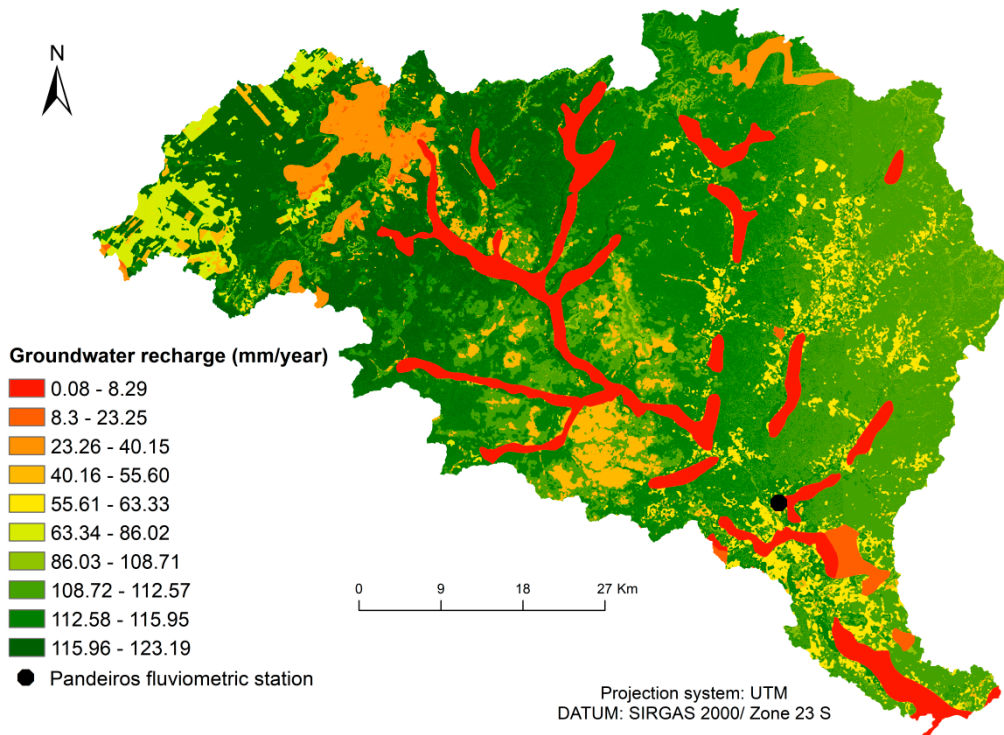 N
Groundwater recharge (mm/year)
0.08 - 8.29
8.3 - 23.25
23.26 - 40.15
40.16 - 55.60
55.61 - 63.33
63.34 - 86.02
86.03 - 108.71
108.72 - 112.57
112.58 - 115.95
115.96 - 123.19
Pandeiros fluviometric station
0 9 18 27 Km
Projection system: UTM
DATUM: SIRGAS 2000/ Zone 23 S